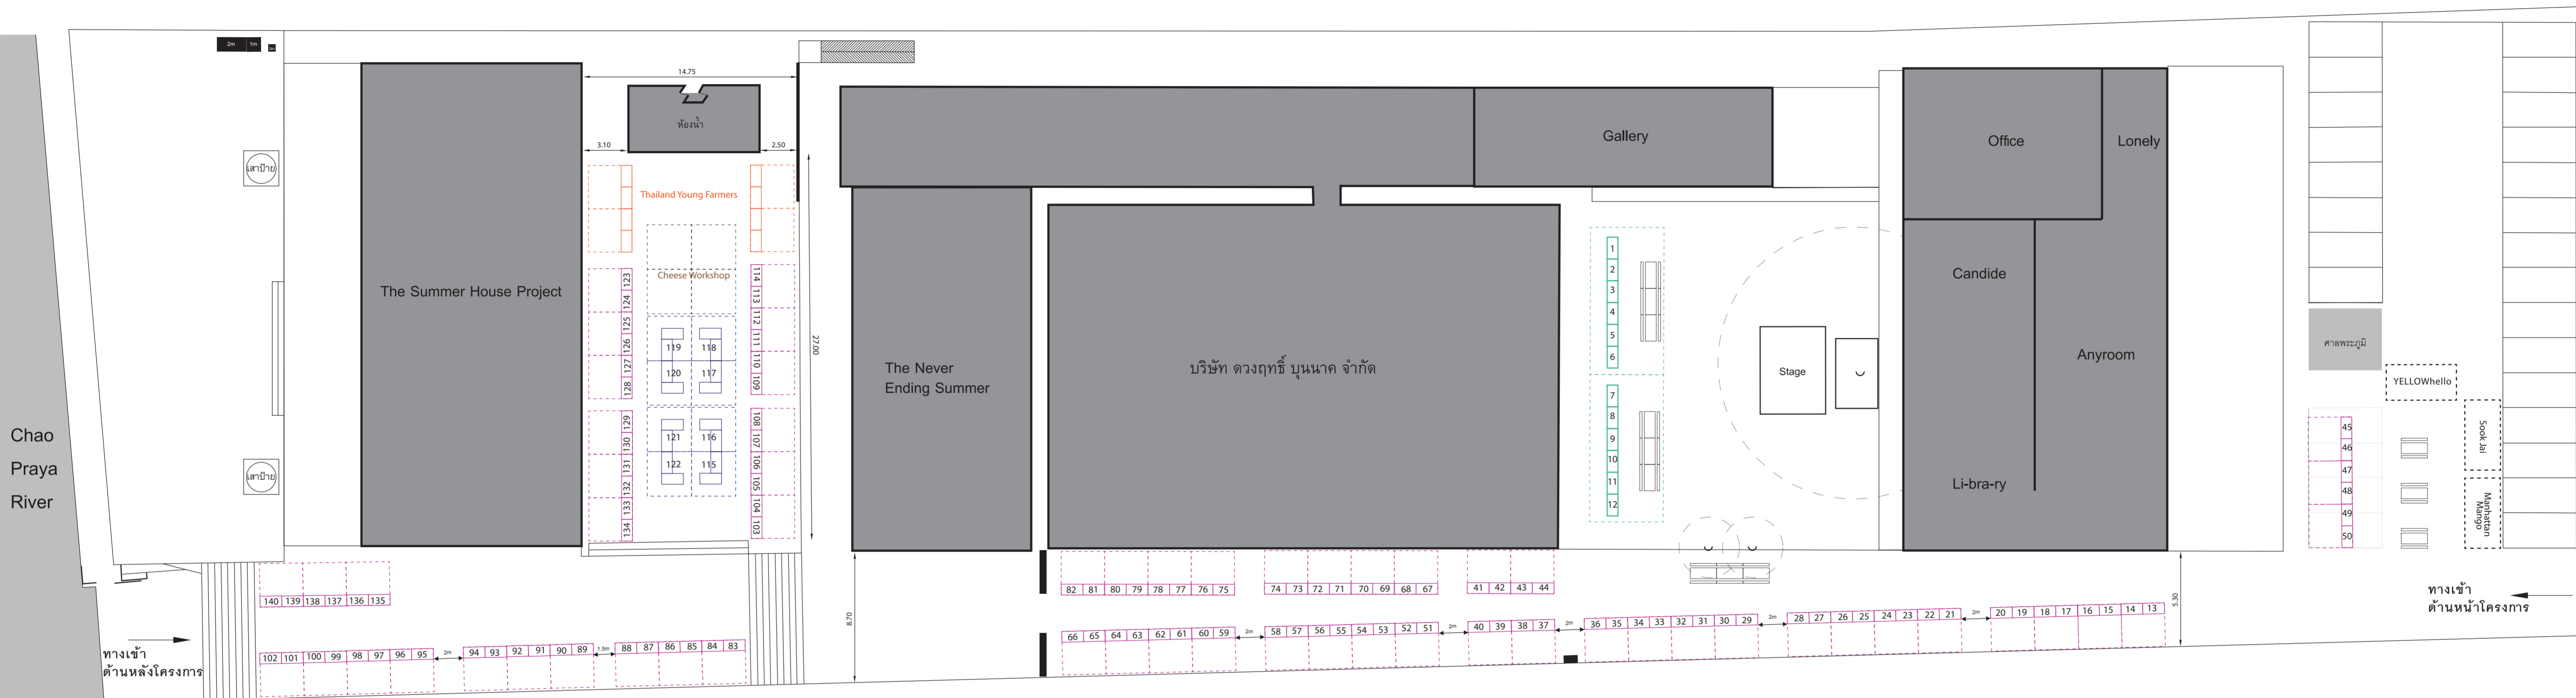 2m
1m
14.75
ห้องน้ำ
3.10
2.50
เสาป้าย
Thailand Young Farmers
Cheese Workshop
The Summer House Project
123
124
125
126
127
128
129
130
131
132
133
134
119
118
120
117
121
116
122
115
114
113
112
111
110
109
108
107
106
105
104
103
27.00
เสาป้าย
Chao
Praya
River
Gallery
The Never
Ending Summer
บริษัท ดวงฤทธิ์ บุนนาค จำกัด
1
2
3
4
5
6
7
8
9
10
11
12
Stage
Office
Lonely
Candide
Anyroom
Li-bra-ry
ศาลพระภูมิ
YELLOWhello
Sook Jai
Manhattan
Mango
45
46
47
48
49
50
140 139 138 137 136 135
82 81 80 79 78 77 76 75
74 73 72 71 70 69 68 67
41 42 43 44
8.70
5.30
102 101 100 99 98 97 96 95
2m
94 93 92 91 90 89
1.5m
88 87 86 85 84 83
66 65 64 63 62 61 60 59
2m
58 57 56 55 54 53 52 51
2m
40 39 38 37
2m
36 35 34 33 32 31 30 29
2m
28 27 26 25 24 23 22 21
2m
20 19 18 17 16 15 14 13
ทางเข้า
ด้านหลังโครงการ
ทางเข้า
ด้านหน้าโครงการ